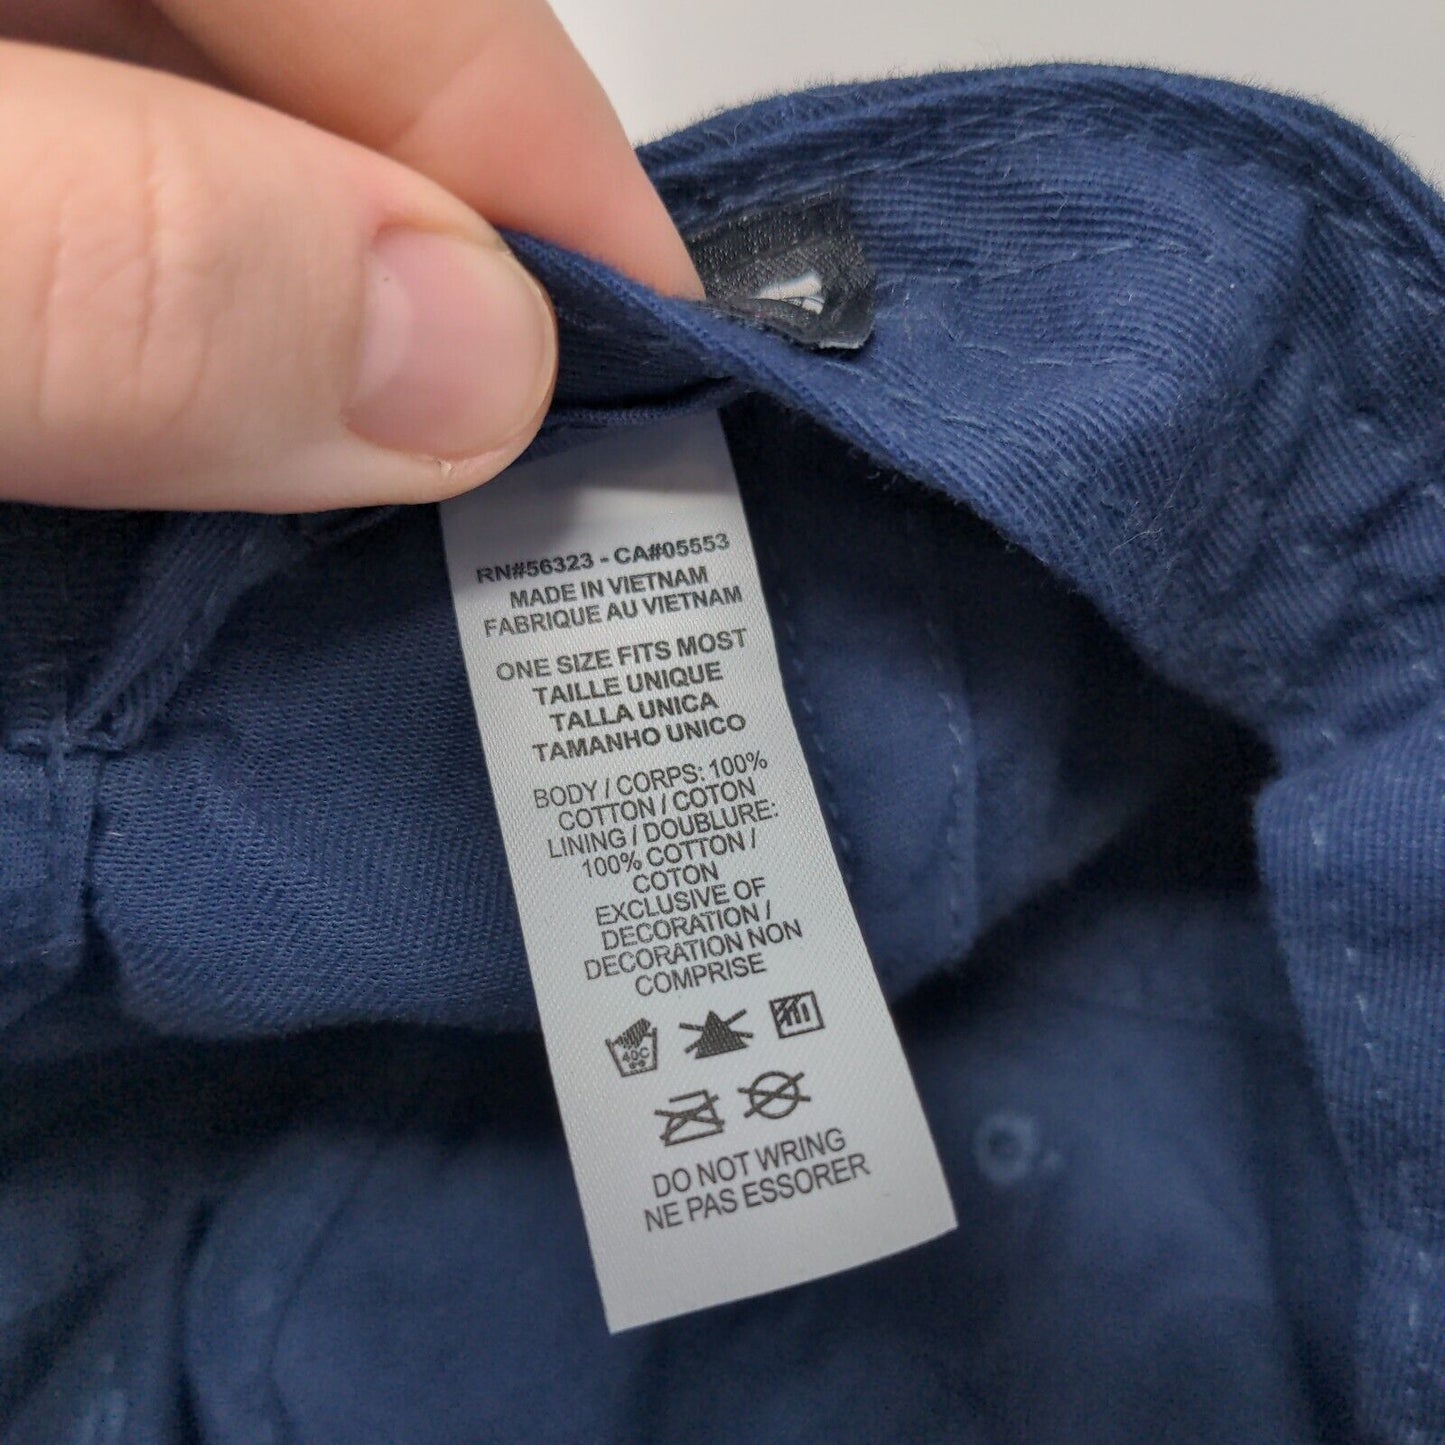 RN#56323 - CA#05553
MADE IN VIETNAM
FABRIQUE AU VIETNAM
ONE SIZE FITS MOST
TAILLE UNIQUE
TALLA UNICA
TAMANHO UNICO
BODY / CORPS: 100%
COTTON / COTON
LINING / DOUBLURE:
100% COTTON /
COTON
EXCLUSIVE OF
DECORATION /
DECORATION NON
COMPRISE
40C
DO NOT WRING
NE PAS ESSORER